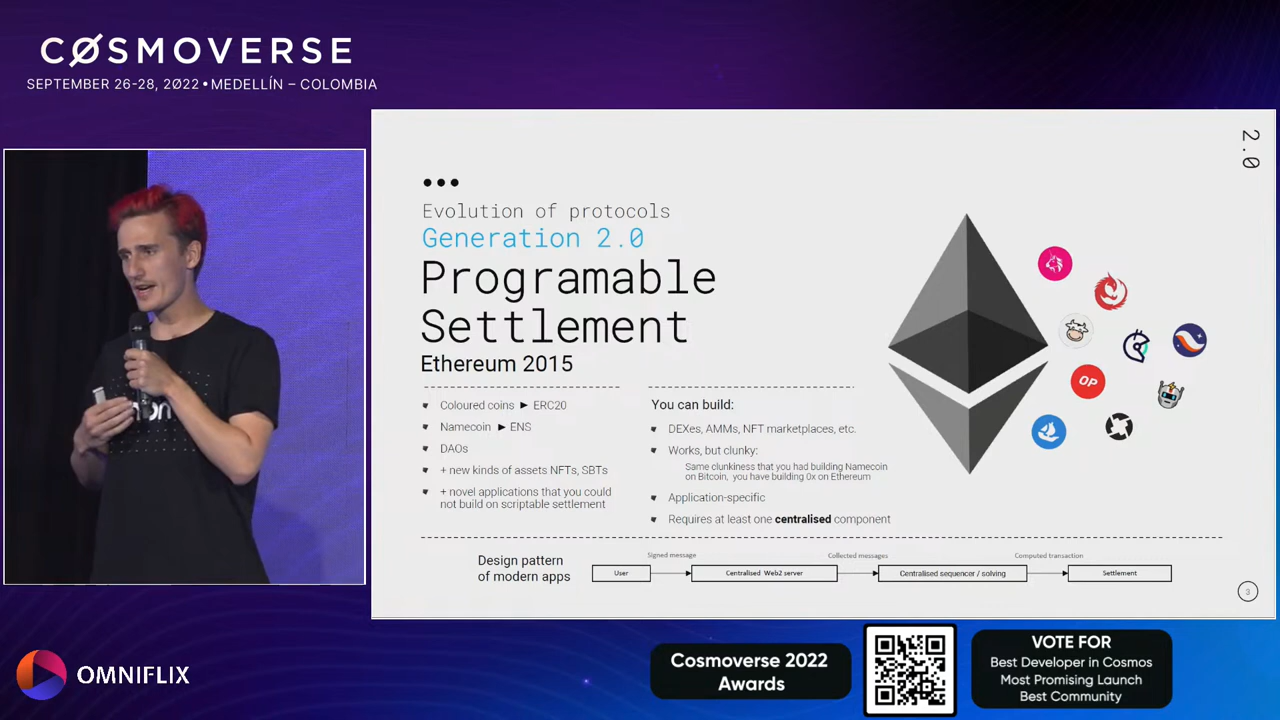 CØSMOVERSE
SEPTEMBER 26-28, 2Ø22 • MEDELLÍN – COLOMBIA
2.0
Evolution of protocols
Generation 2.0
Programable
Settlement
Ethereum 2015
Coloured coins ► ERC20
Namecoin ► ENS
DAOs
+ new kinds of assets NFTs, SBTs
+ novel applications that you could
not build on scriptable settlement
You can build:
DEXes, AMMs, NFT marketplaces, etc.
Works, but clunky:
Same clunkiness that you had building Namecoin
on Bitcoin, you have building 0x on Ethereum
Application-specific
Requires at least one centralised component
OP
Design pattern
of modern apps
Signed message
Collected messages
Computed transaction
User
Centralised Web2 server
Centralised sequencer / solving
Settlement
3
OMNIFLIX
Cosmoverse 2022
Awards
VOTE FOR
Best Developer in Cosmos
Most Promising Launch
Best Community